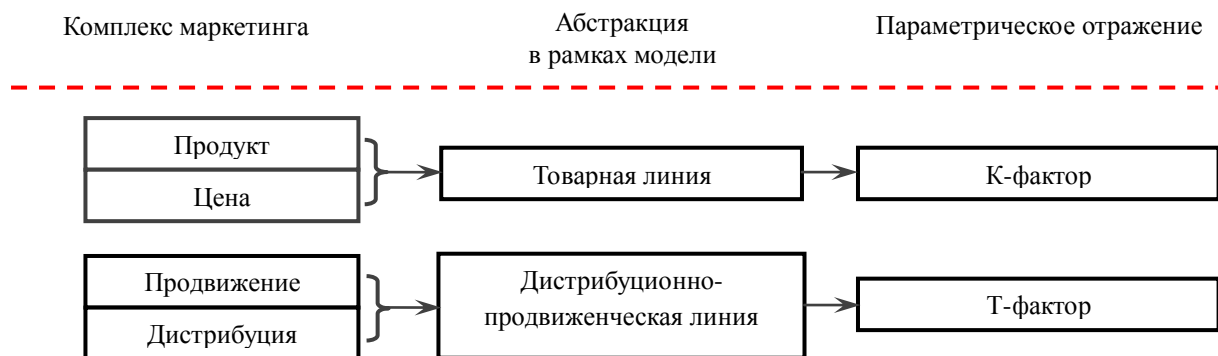 Комплекс маркетинга
Абстракция
в рамках модели
Параметрическое отражение
Продукт
Цена
Товарная линия
К-фактор
Продвижение
Дистрибуция
Дистрибуционно-
продвиженческая линия
Т-фактор